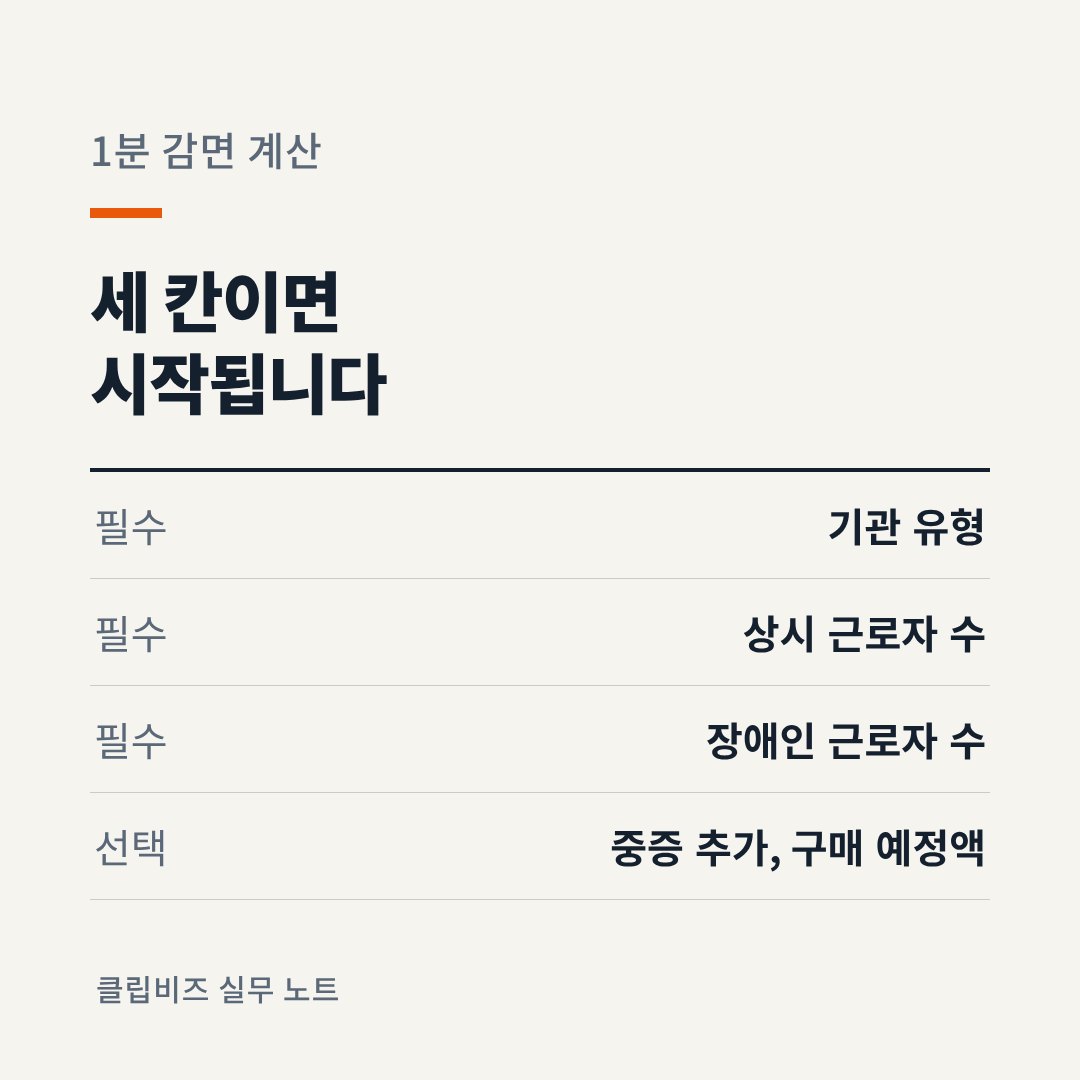 1분 감면 계산
세 칸이면
시작됩니다
필수 기관 유형
필수 상시 근로자 수
필수 장애인 근로자 수
선택 중증 추가, 구매 예정액
클립비즈 실무 노트